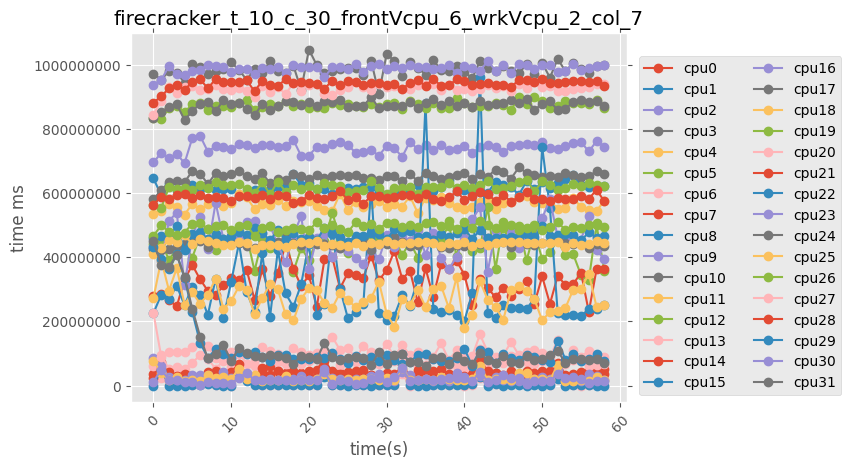 firecracker_t_10_c_30_frontVcpu_6_wrkVcpu_2_col_7
1000000000
800000000
600000000
400000000
200000000
0
time ms
0 10 20 30 40 50 60
time(s)
cpu0 cpu16
cpu1 cpu17
cpu2 cpu18
cpu3 cpu19
cpu4 cpu20
cpu5 cpu21
cpu6 cpu22
cpu7 cpu23
cpu8 cpu24
cpu9 cpu25
cpu10 cpu26
cpu11 cpu27
cpu12 cpu28
cpu13 cpu29
cpu14 cpu30
cpu15 cpu31